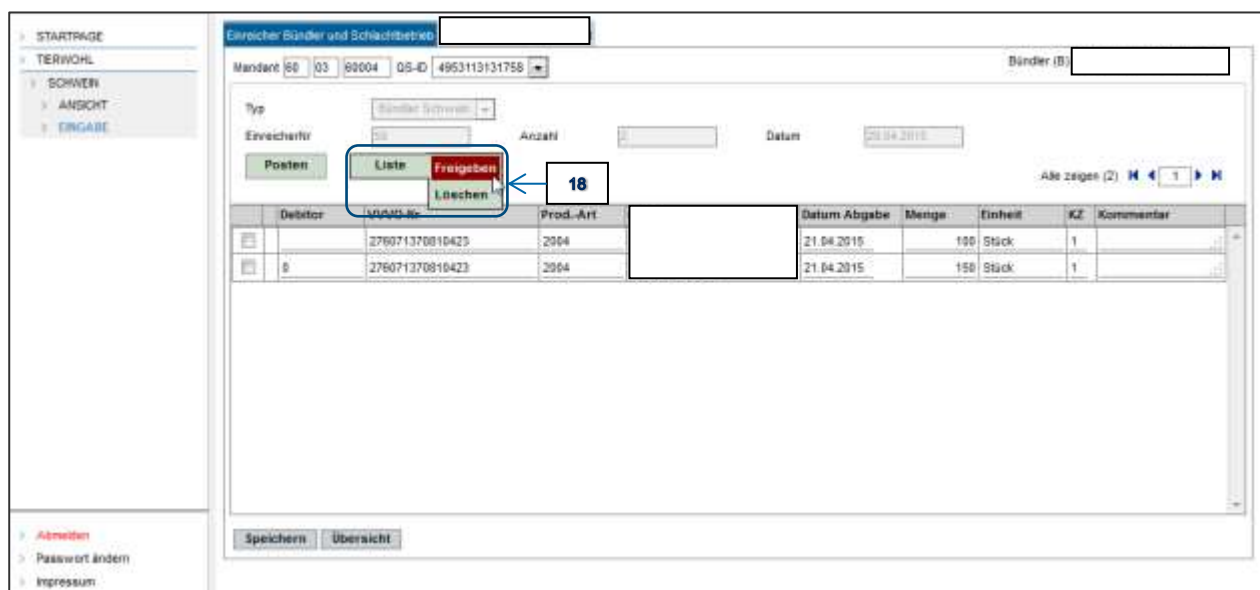 STARTPAGE
TIERWOHL
SCHWEIN
ANSICHT
EINGABE
Abmelden
Passwort ändern
Impressum
Einreicher Bündler und Schlachtbetrieb
Mandant 60 03 60004 QS-ID 4953113131758
Bündler (B)
Typ Bündler Schwein
EinreicherNr Anzahl 2 Datum
Posten Liste Freigeben
Löschen
18
Alle zeigen (2) 1
Debitor VVVO-Nr Prod.-Art Datum Abgabe Menge Einheit KZ Kommentar
276071370810423 2004 21.04.2015 100 Stück 1
0 276071370810423 2004 21.04.2015 150 Stück 1
Speichern Übersicht